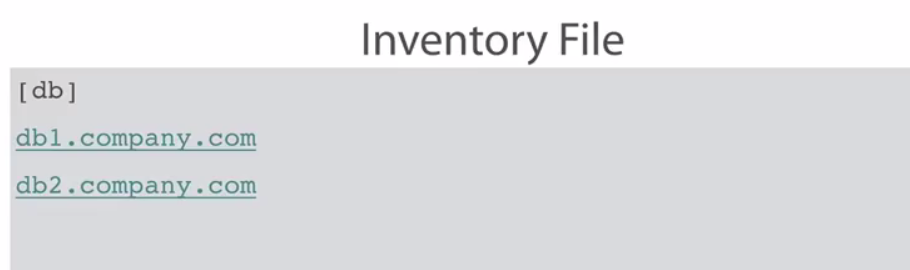 Inventory File
[db]
db1.company.com
db2.company.com